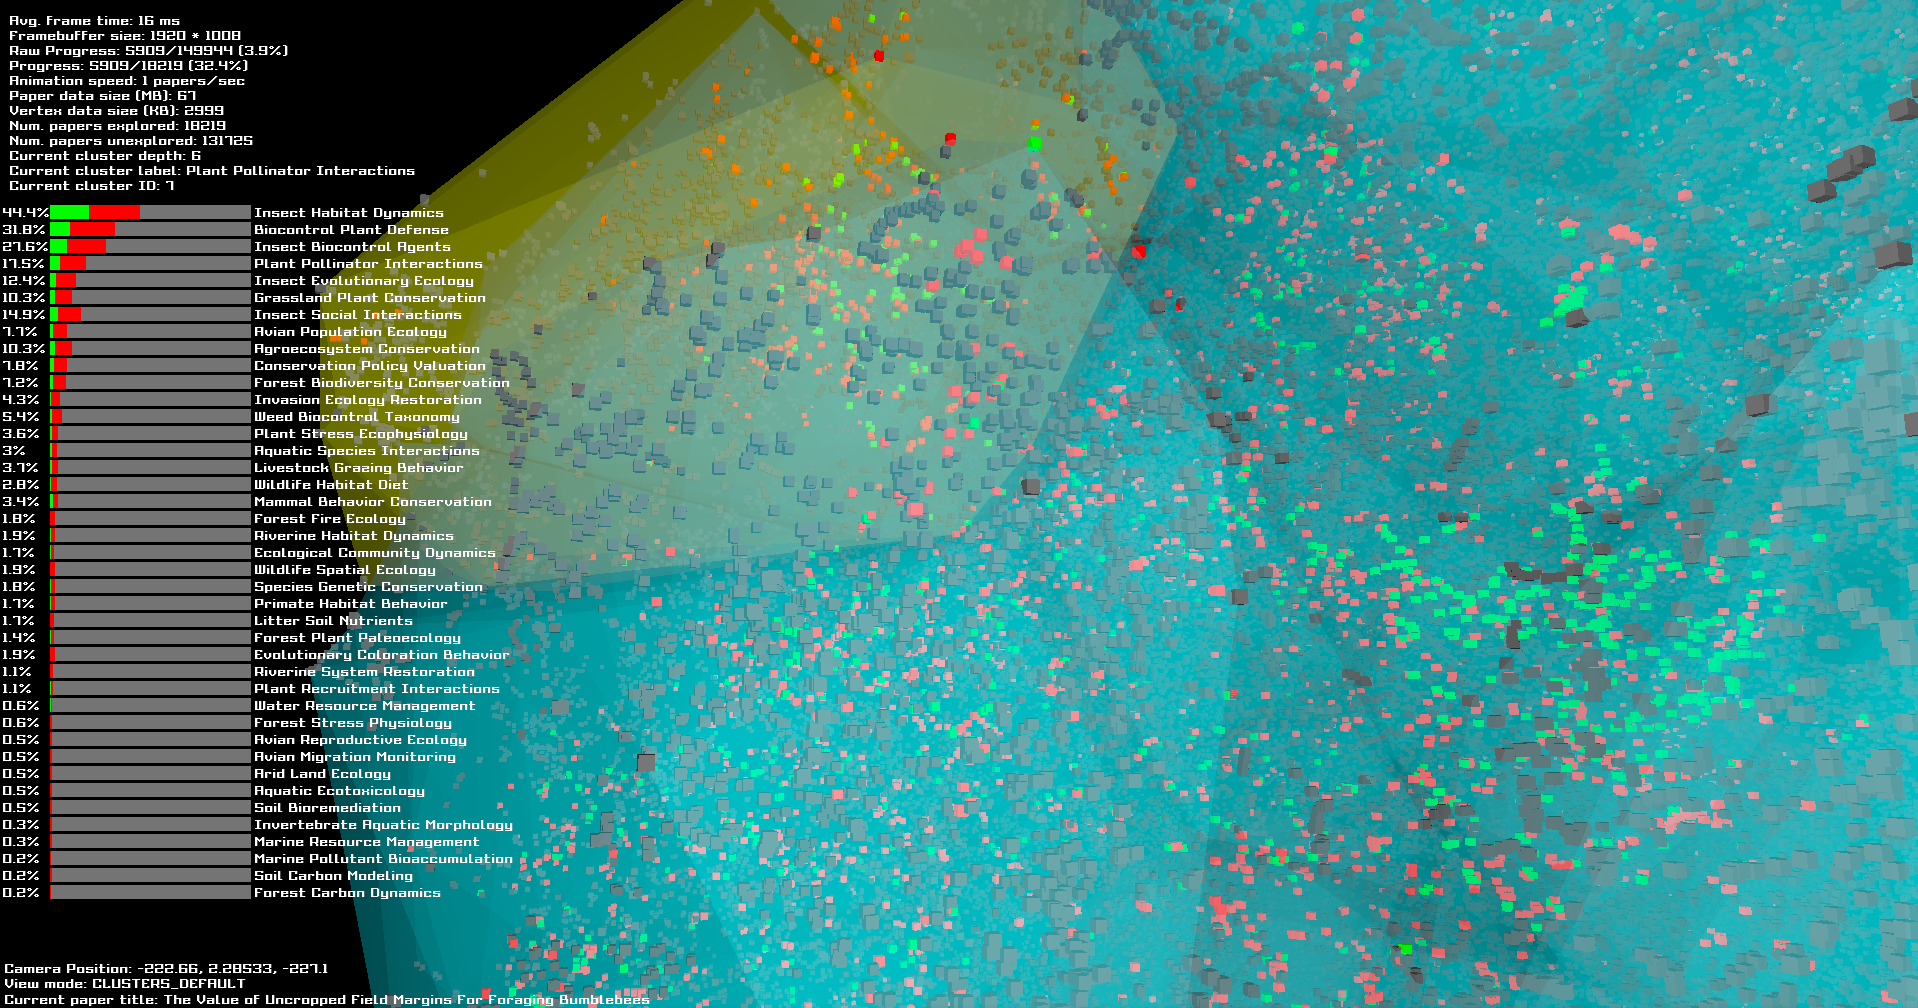 Avg. frame time: 16 ms
Framebuffer size: 1920 * 1008
Raw Progress: 5909/149944 (3.9%)
Progress: 5909/18219 (32.4%)
Animation speed: 1 papers/sec
Paper data size (MB): 67
Vertex data size (KB): 2999
Num. papers explored: 18219
Num. papers unexplored: 131725
Current cluster depth: 6
Current cluster label: Plant Pollinator Interactions
Current cluster ID: 7
44.4% Insect Habitat Dynamics
31.8% Biocontrol Plant Defense
27.6% Insect Biocontrol Agents
17.5% Plant Pollinator Interactions
12.4% Insect Evolutionary Ecology
10.3% Grassland Plant Conservation
14.9% Insect Social Interactions
7.7% Avian Population Ecology
10.3% Agroecosystem Conservation
7.8% Conservation Policy Valuation
7.2% Forest Biodiversity Conservation
4.3% Invasion Ecology Restoration
5.4% Weed Biocontrol Taxonomy
3.6% Plant Stress Ecophysiology
3% Aquatic Species Interactions
3.7% Livestock Grazing Behavior
2.8% Wildlife Habitat Diet
3.4% Mammal Behavior Conservation
1.8% Forest Fire Ecology
1.9% Riverine Habitat Dynamics
1.7% Ecological Community Dynamics
1.9% Wildlife Spatial Ecology
1.8% Species Genetic Conservation
1.7% Primate Habitat Behavior
1.7% Litter Soil Nutrients
1.4% Forest Plant Paleoecology
1.9% Evolutionary Coloration Behavior
1.1% Riverine System Restoration
1.1% Plant Recruitment Interactions
0.6% Water Resource Management
0.6% Forest Stress Physiology
0.5% Avian Reproductive Ecology
0.5% Avian Migration Monitoring
0.5% Arid Land Ecology
0.5% Aquatic Ecotoxicology
0.5% Soil Bioremediation
0.3% Invertebrate Aquatic Morphology
0.3% Marine Resource Management
0.2% Marine Pollutant Bioaccumulation
0.2% Soil Carbon Modeling
0.2% Forest Carbon Dynamics
Camera Position: -222.66, 2.28533, -227.1
View mode: CLUSTERS_DEFAULT
Current paper title: The Value of Uncropped Field Margins For Foraging Bumblebees